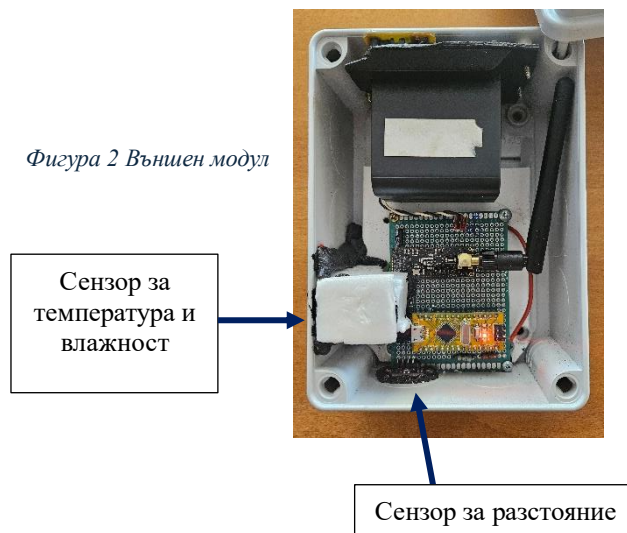 Фигура 2 Външен модул
Сензор за
температура и
влажност
Сензор за разстояние